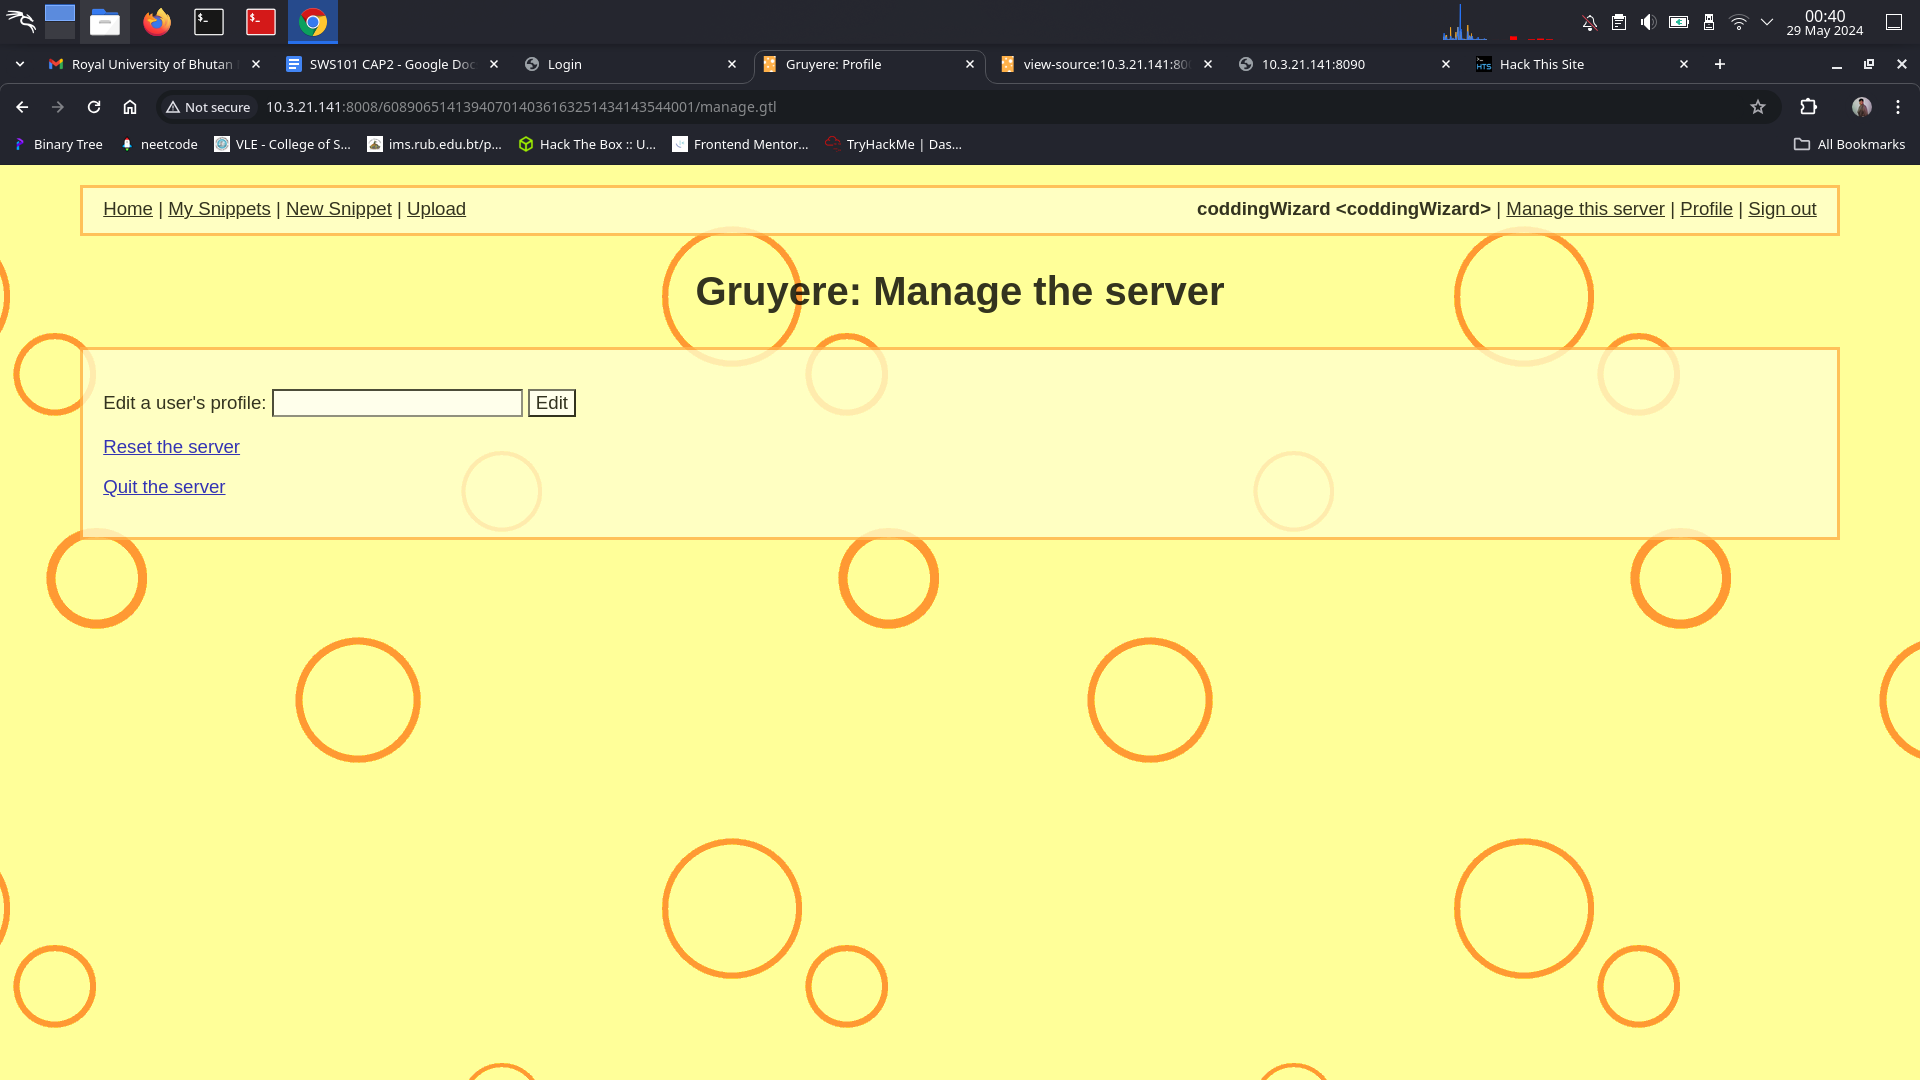 00:40
29 May 2024
Royal University of Bhutan
SWS101 CAP2 - Google Doc
Login
Gruyere: Profile
view-source:10.3.21.141:800
10.3.21.141:8090
Hack This Site
Not secure
10.3.21.141:8008/608906514139407014036163251434143544001/manage.gtl
Binary Tree
neetcode
VLE - College of S...
ims.rub.edu.bt/p...
Hack The Box :: U...
Frontend Mentor...
TryHackMe | Das...
All Bookmarks
Home | My Snippets | New Snippet | Upload
coddingWizard <coddingWizard> | Manage this server | Profile | Sign out
Gruyere: Manage the server
Edit a user's profile: Edit
Reset the server
Quit the server